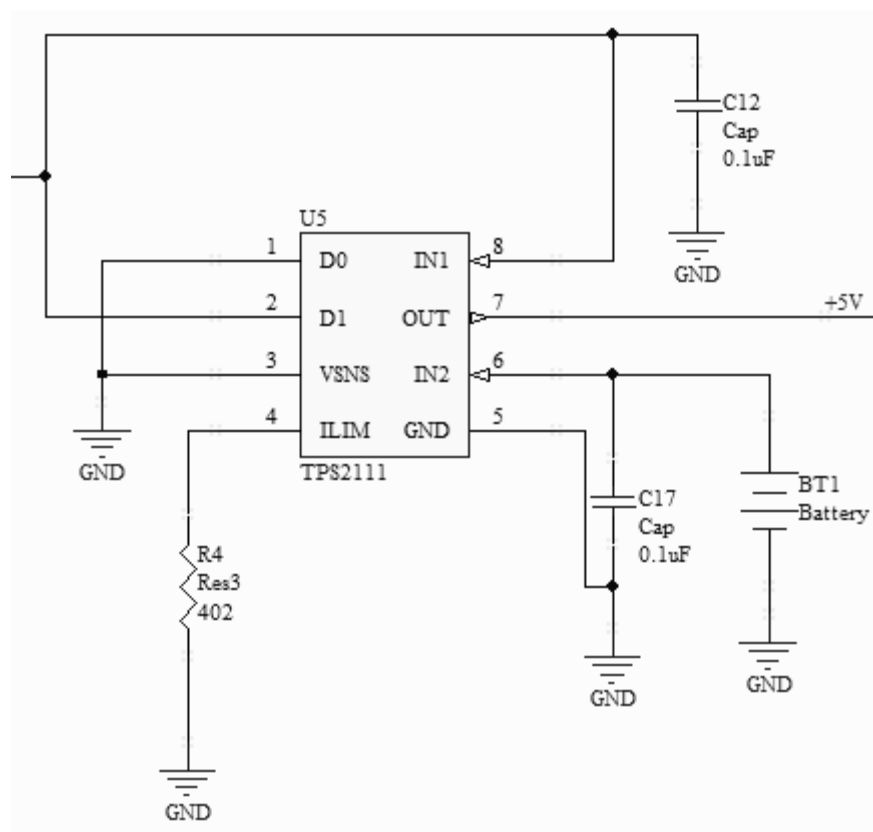 C12
Cap
0.1uF
GND
U5
1
D0
IN1
8
2
D1
OUT
7
+5V
3
VSNS
IN2
6
4
ILIM
GND
5
GND
TPS2111
C17
Cap
0.1uF
BT1
Battery
R4
Res3
402
GND
GND
GND